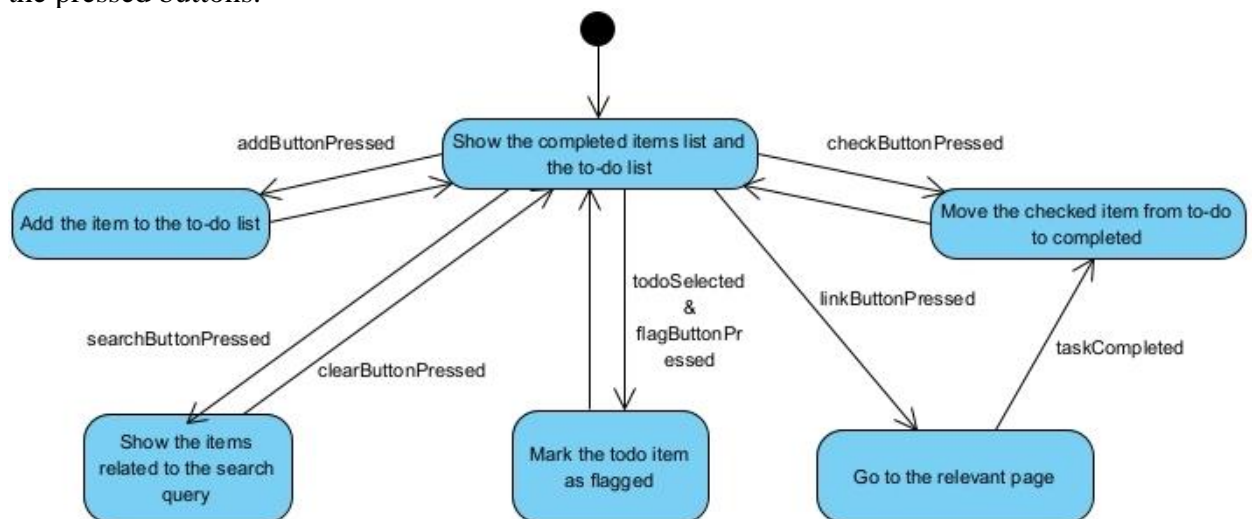 the pressed buttons.
addButtonPressed
Show the completed items list and
the to-do list
checkButtonPressed
Add the item to the to-do list
Move the checked item from to-do
to completed
todoSelected
&
flagButtonPr
essed
linkButtonPressed
searchButtonPressed
clearButtonPressed
taskCompleted
Show the items
related to the search
query
Mark the todo item
as flagged
Go to the relevant page